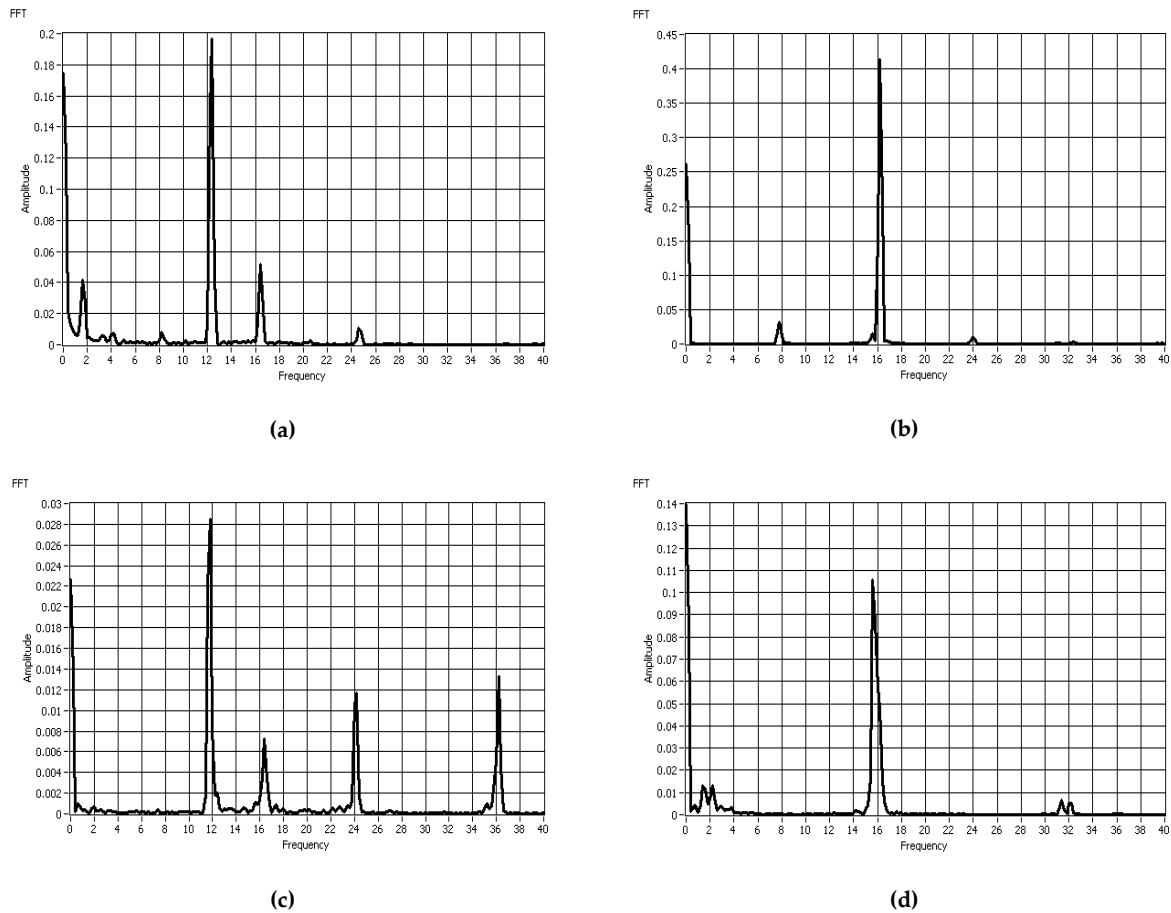 FFT
0.2
0.18
0.16
0.14
0.12
0.1
0.08
0.06
0.04
0.02
0
Amplitude
0 2 4 6 8 10 12 14 16 18 20 22 24 26 28 30 32 34 36 38 40
Frequency
(a)
FFT
0.45
0.4
0.35
0.3
0.25
0.2
0.15
0.1
0.05
0
Amplitude
0 2 4 6 8 10 12 14 16 18 20 22 24 26 28 30 32 34 36 38 40
Frequency
(b)
FFT
0.03
0.028
0.026
0.024
0.022
0.02
0.018
0.016
0.014
0.012
0.01
0.008
0.006
0.004
0.002
0
Amplitude
0 2 4 6 8 10 12 14 16 18 20 22 24 26 28 30 32 34 36 38 40
Frequency
(c)
FFT
0.14
0.13
0.12
0.11
0.1
0.09
0.08
0.07
0.06
0.05
0.04
0.03
0.02
0.01
0
Amplitude
0 2 4 6 8 10 12 14 16 18 20 22 24 26 28 30 32 34 36 38 40
Frequency
(d)